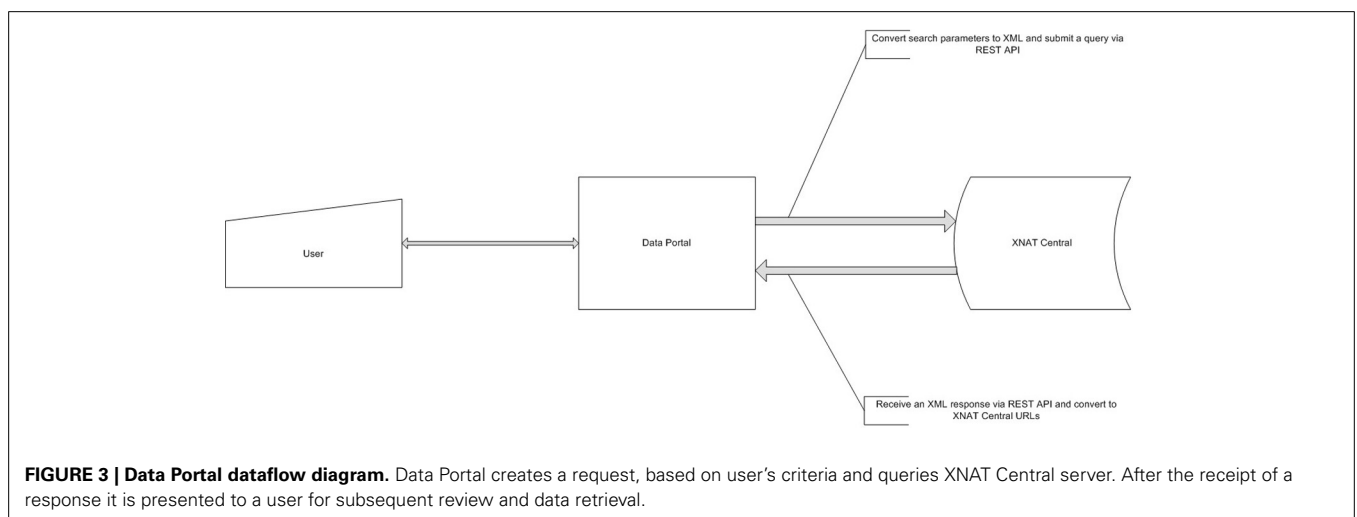 Convert search parameters to XML and submit a query via
REST API
User
Data Portal
XNAT Central
Receive an XML response via REST API and convert to
XNAT Central URLs
FIGURE 3 | Data Portal dataflow diagram. Data Portal creates a request, based on user's criteria and queries XNAT Central server. After the receipt of a
response it is presented to a user for subsequent review and data retrieval.